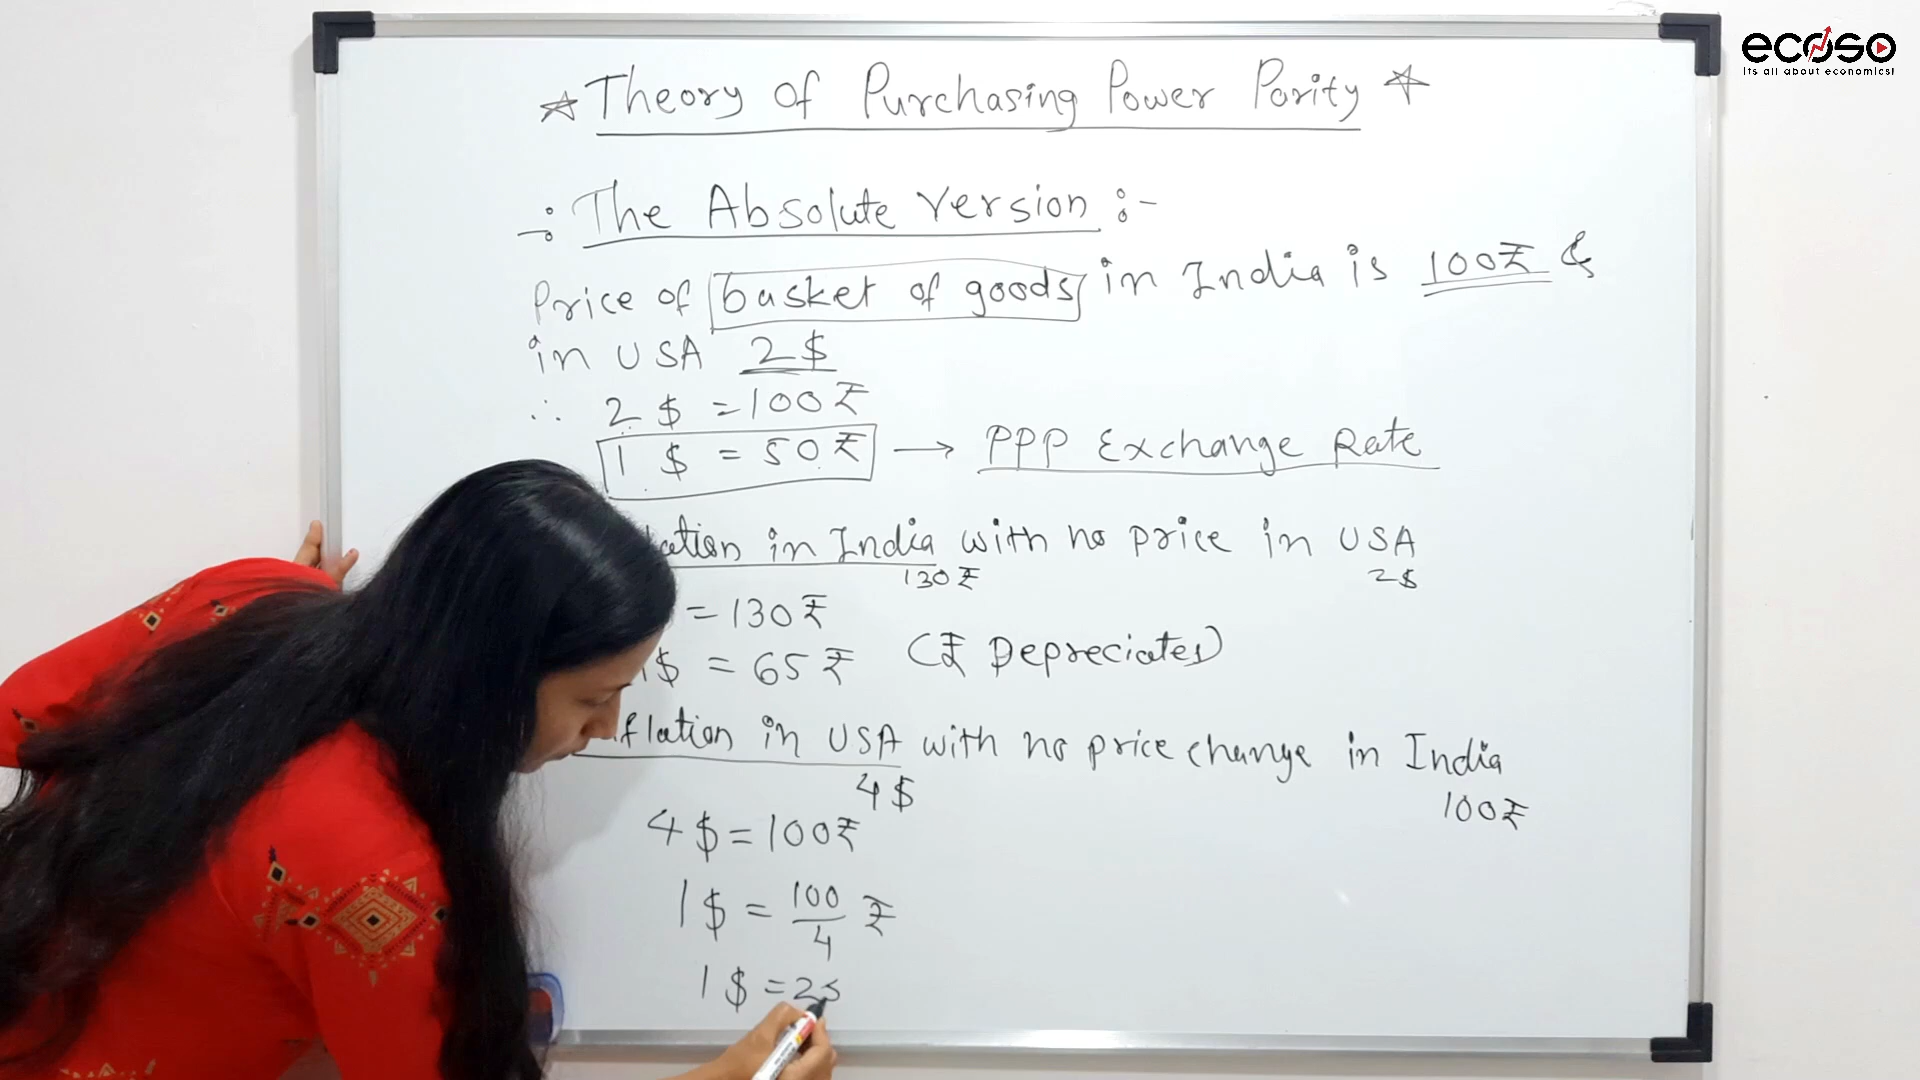 ecoso
its all about economics!
☆ Theory of Purchasing Power Parity ☆
The Absolute Version :-
Price of basket of goods in India is 100₹ &
in USA 2$
∴ 2 $ = 100₹
1 $ = 50₹ → PPP Exchange Rate
in India with no price in USA
130₹ 2$
= 130₹
$ = 65₹ (₹ Depreciates)
flation in USA with no price change in India
4$ 100₹
4 $ = 100₹
1 $ = 100/4 ₹
1 $ = 25